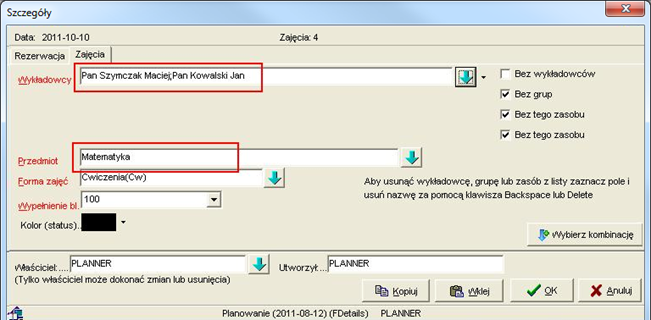 Szczegóły
Data: 2011-10-10 Zajęcia: 4
Rezerwacja Zajęcia
Wykładowcy Pan Szymczak Maciej;Pan Kowalski Jan
Bez wykładowców
Bez grup
Bez tego zasobu
Bez tego zasobu
Przedmiot Matematyka
Forma zajęć Ćwiczenia(Cw)
Wypełnienie bl. 100
Kolor (status)..
Aby usunąć wykładowcę, grupę lub zasób z listy zaznacz pole i
usuń nazwę za pomocą klawisza Backspace lub Delete
Wybierz kombinację
Właściciel:.... PLANNER Utworzył:... PLANNER
(Tylko właściciel może dokonać zmian lub usunięcia)
Kopiuj Wklej OK Anuluj
Planowanie (2011-08-12) (FDetails) PLANNER